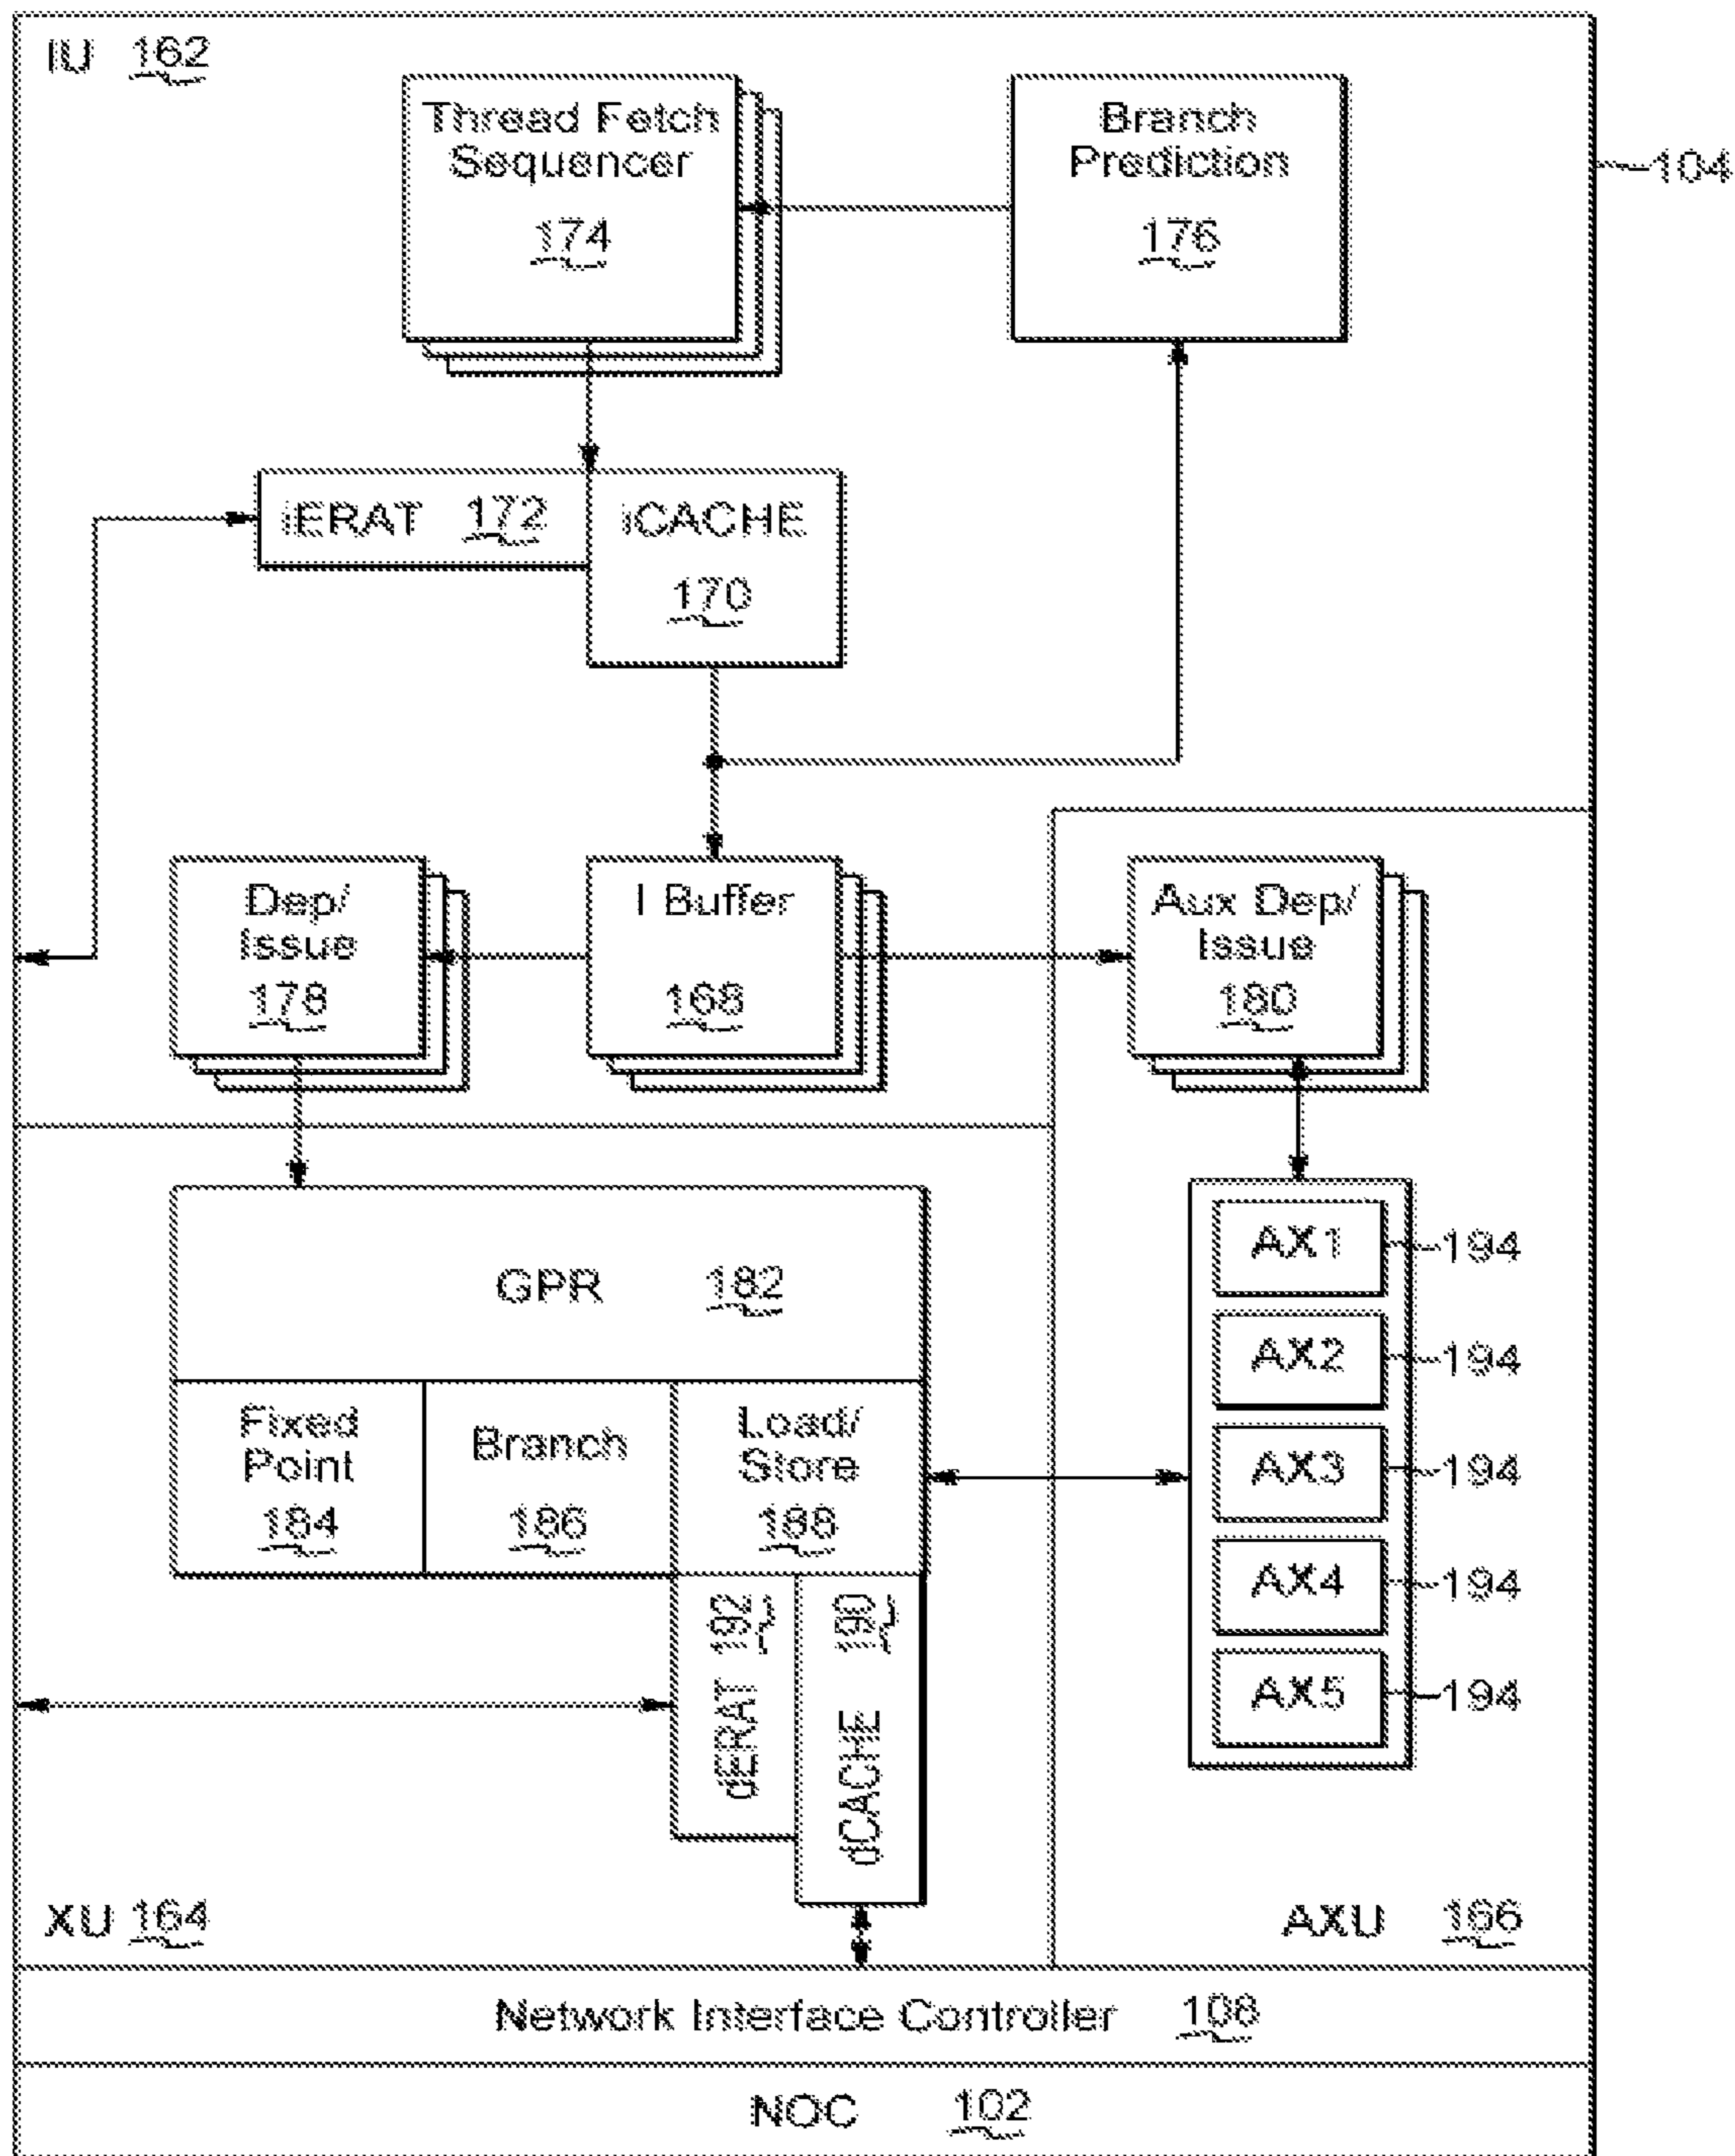 IU 162
Thread Fetch
Sequencer
174
Branch
Prediction
176
104
iERAT 172
iCACHE
170
Dep/
Issue
178
I Buffer
168
Aux Dep/
Issue
180
GPR 182
Fixed
Point
184
Branch
186
Load/
Store
188
dERAT 192
dCACHE 190
AX1 194
AX2 194
AX3 194
AX4 194
AX5 194
XU 164
AXU 166
Network Interface Controller 108
NOC 102